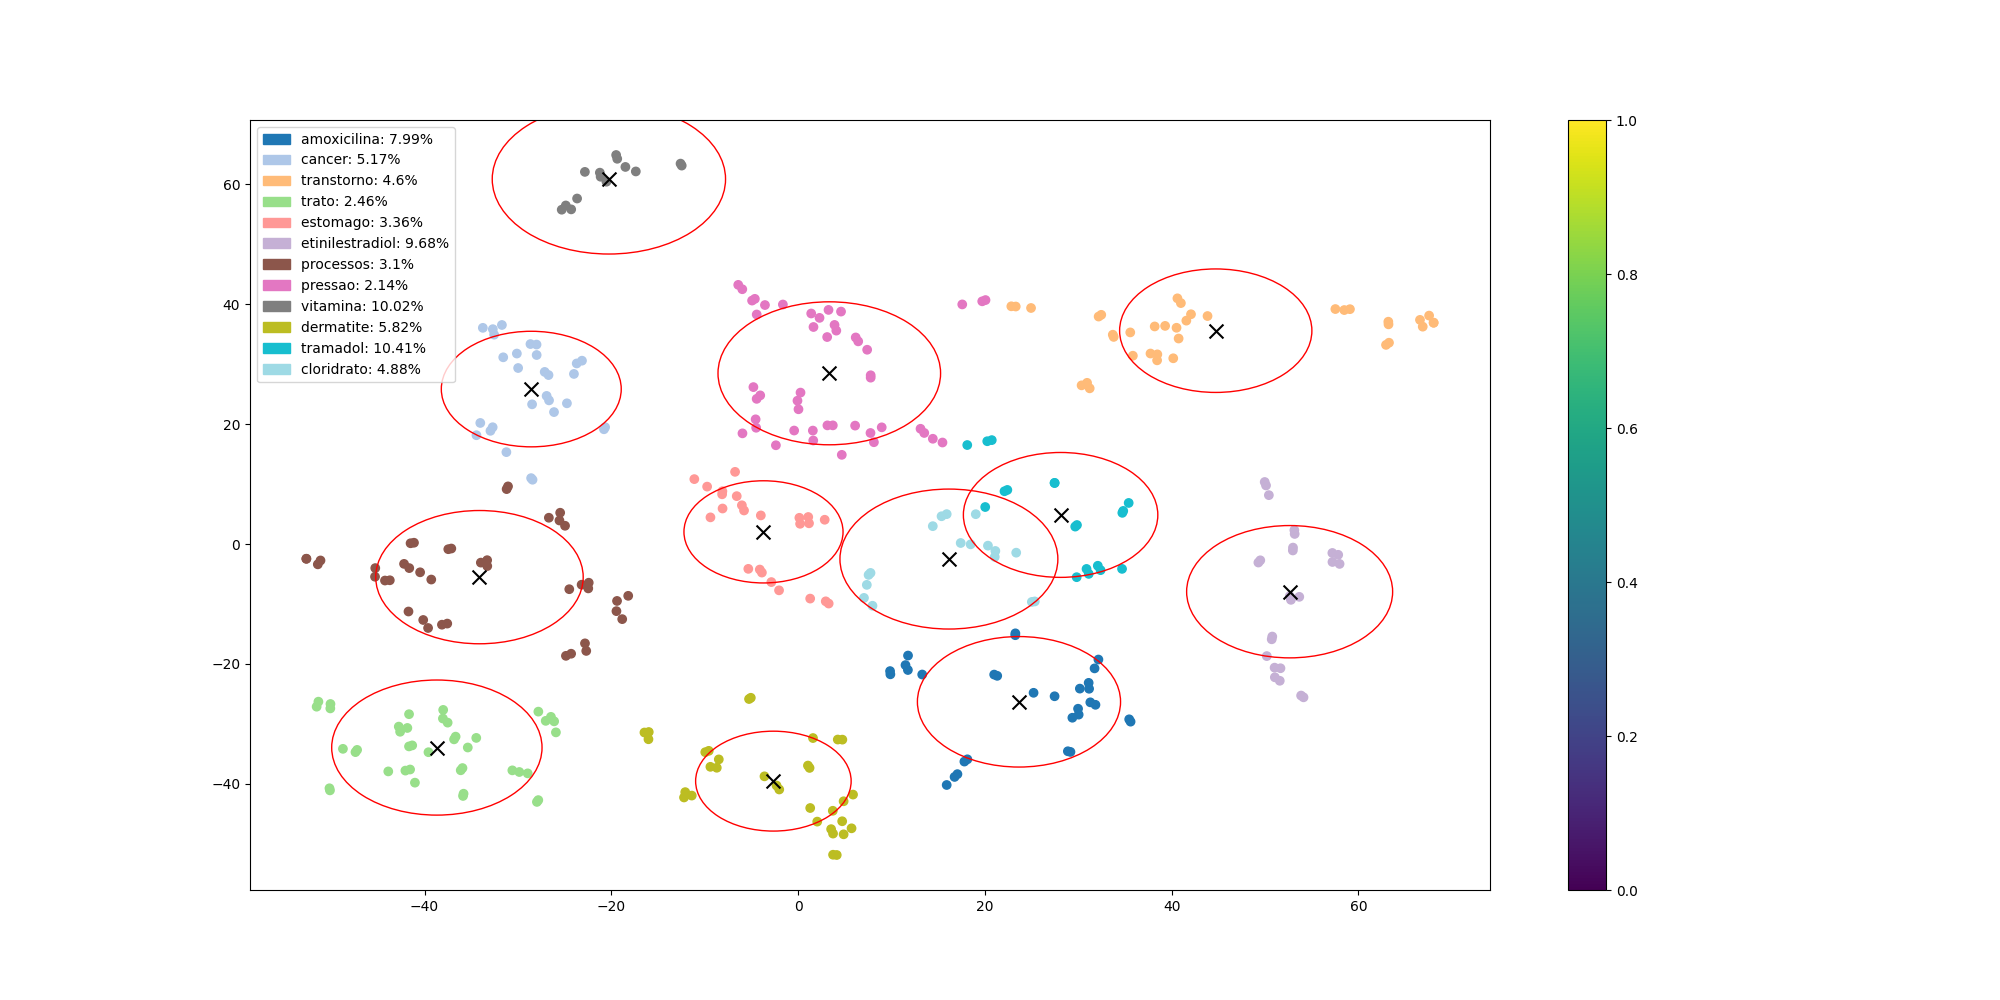 amoxicilina: 7.99%
cancer: 5.17%
transtorno: 4.6%
trato: 2.46%
estomago: 3.36%
etinilestradiol: 9.68%
processos: 3.1%
pressao: 2.14%
vitamina: 10.02%
dermatite: 5.82%
tramadol: 10.41%
cloridrato: 4.88%
60
40
20
0
−20
−40
−40
−20
0
20
40
60
1.0
0.8
0.6
0.4
0.2
0.0